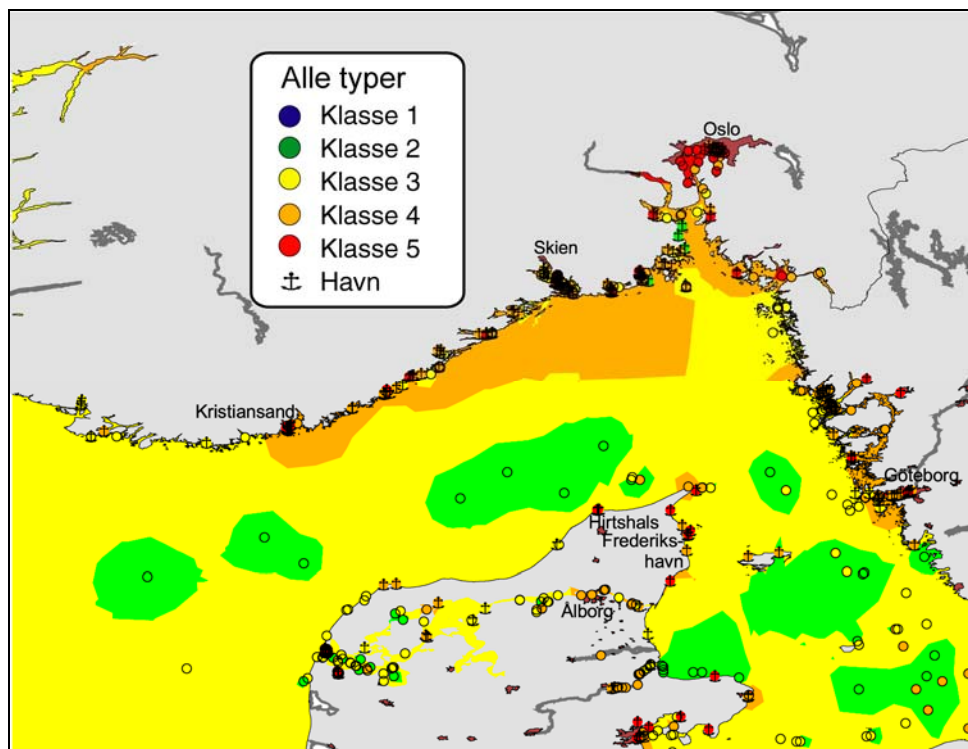 Alle typer
Klasse 1
Klasse 2
Klasse 3
Klasse 4
Klasse 5
Havn
Oslo
Skien
Kristiansand
Göteborg
Hirtshals
Frederiks-
havn
Ålborg